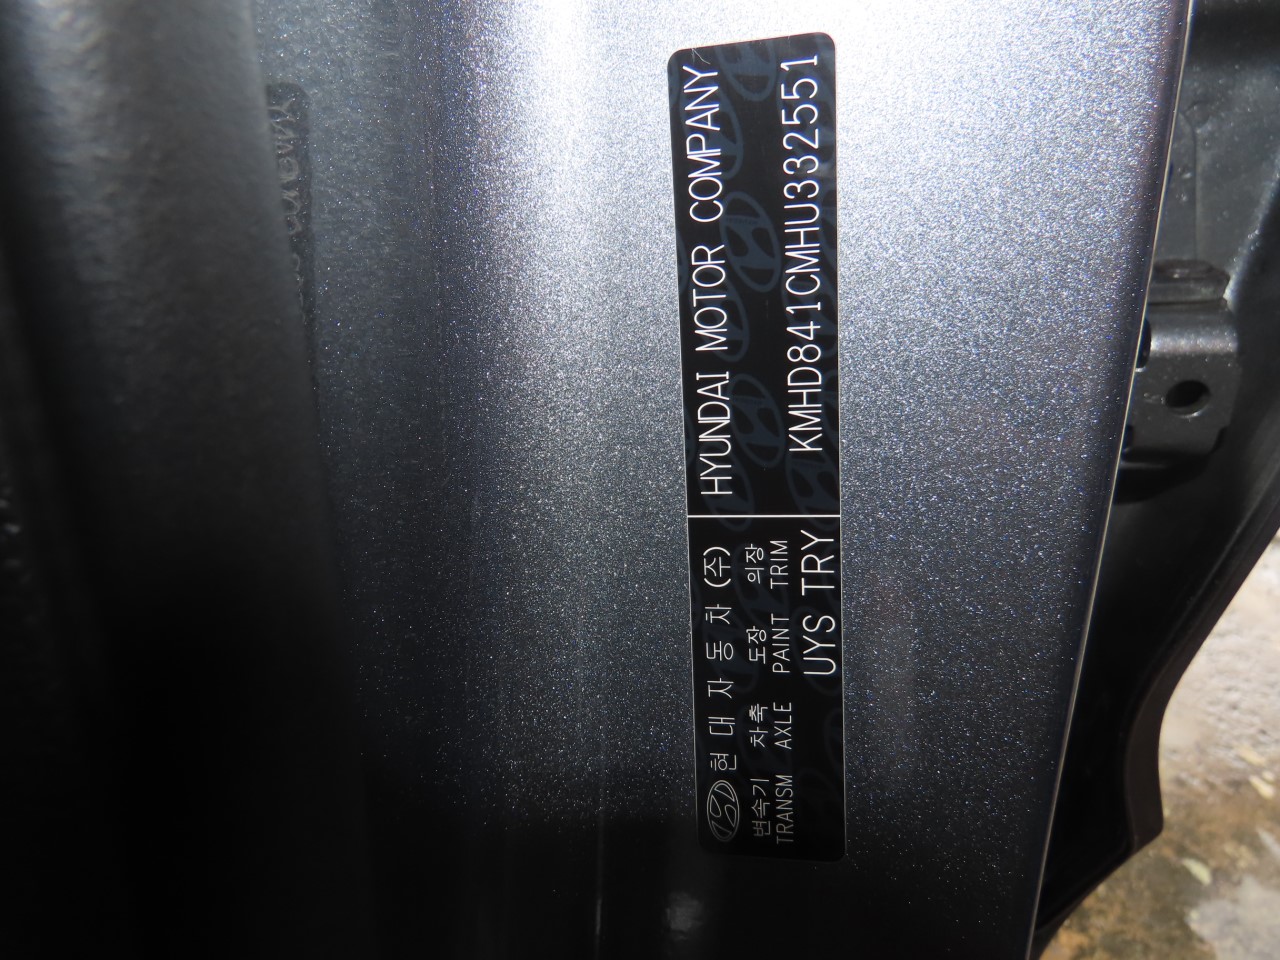 HYUNDAI MOTOR COMPANY
KMHD841CMHU332551
현대자동차(주)
변속기 차축 도장 의장
TRANSM AXLE PAINT TRIM
UYS TRY